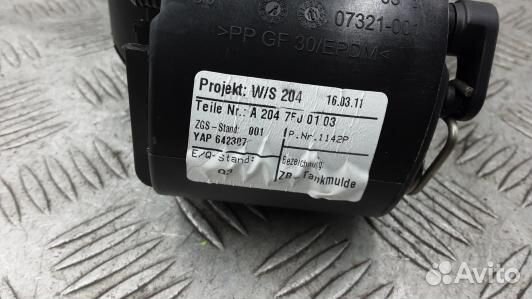 07321-001
>PP GF 30/EPDM<
Projekt: W/S 204 16.03.11
Teile Nr.: A 204 750 01 03
ZGS-Stand: 001 P.Nr.1142P
YAP 642307
E/Q-Stand: Bezeichnung:
ZB-Tankmulde
Avito